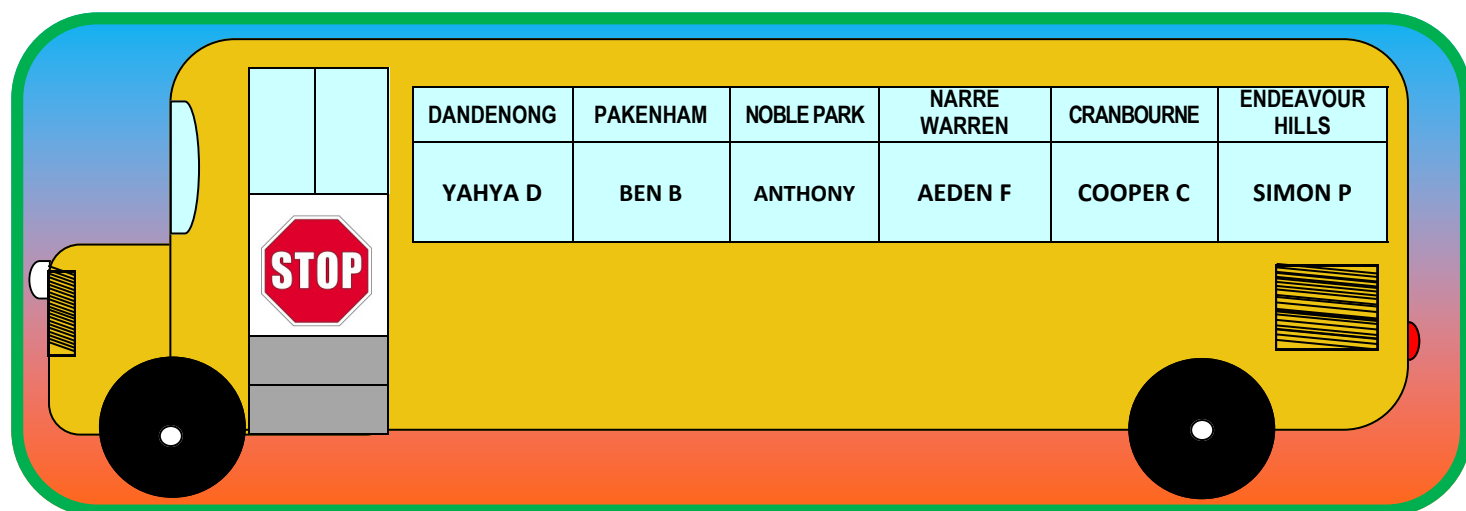 DANDENONG
PAKENHAM
NOBLE PARK
NARRE
WARREN
CRANBOURNE
ENDEAVOUR
HILLS
YAHYA D
BEN B
ANTHONY
AEDEN F
COOPER C
SIMON P
STOP